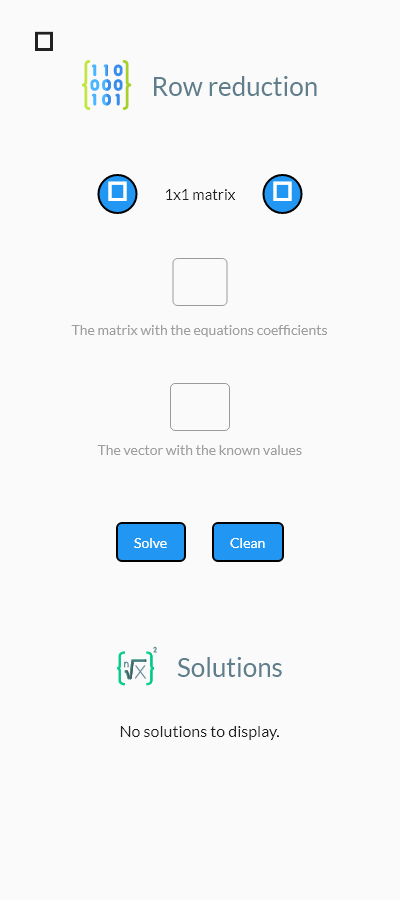 110
000
101
Row reduction
1x1 matrix
The matrix with the equations coefficients
The vector with the known values
Solve
Clean
n√x
2
Solutions
No solutions to display.